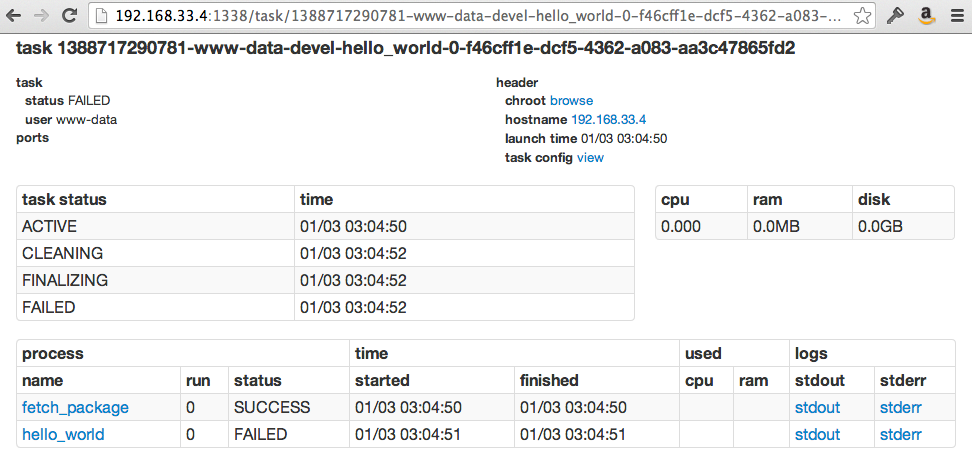 192.168.33.4:1338/task/1388717290781-www-data-devel-hello_world-0-f46cff1e-dcf5-4362-a083-...
task 1388717290781-www-data-devel-hello_world-0-f46cff1e-dcf5-4362-a083-aa3c47865fd2
task
status FAILED
user www-data
ports
header
chroot browse
hostname 192.168.33.4
launch time 01/03 03:04:50
task config view
task status time
ACTIVE 01/03 03:04:50
CLEANING 01/03 03:04:52
FINALIZING 01/03 03:04:52
FAILED 01/03 03:04:52
cpu ram disk
0.000 0.0MB 0.0GB
process time used logs
name run status started finished cpu ram stdout stderr
fetch_package 0 SUCCESS 01/03 03:04:50 01/03 03:04:50 stdout stderr
hello_world 0 FAILED 01/03 03:04:51 01/03 03:04:51 stdout stderr